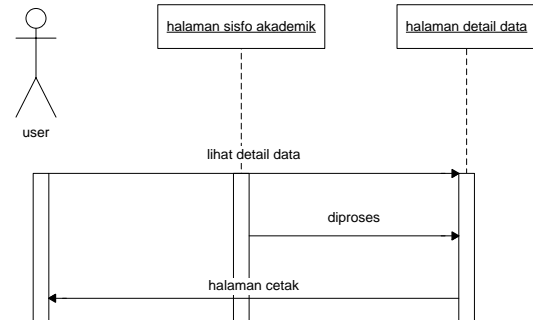 halaman sisfo akademik
halaman detail data
user
lihat detail data
diproses
halaman cetak